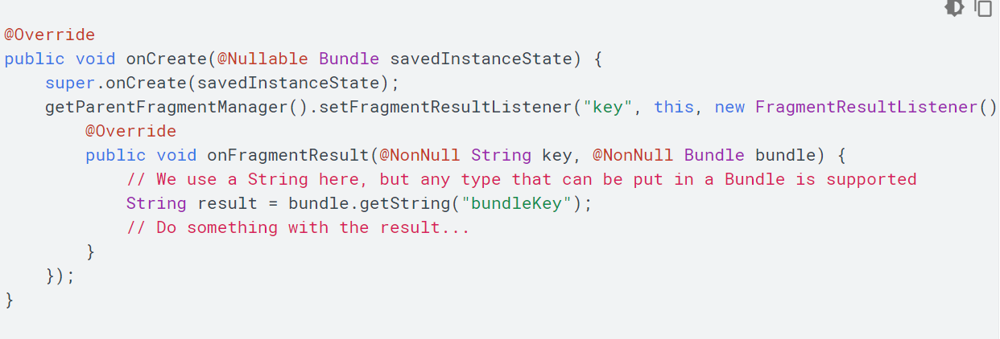 @Override
public void onCreate(@Nullable Bundle savedInstanceState) {
    super.onCreate(savedInstanceState);
    getParentFragmentManager().setFragmentResultListener("key", this, new FragmentResultListener()
        @Override
        public void onFragmentResult(@NonNull String key, @NonNull Bundle bundle) {
            // We use a String here, but any type that can be put in a Bundle is supported
            String result = bundle.getString("bundleKey");
            // Do something with the result...
        }
    });
}